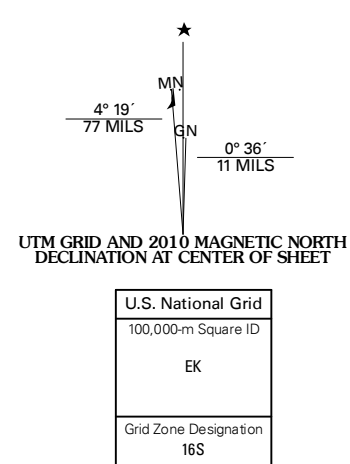 MN
4° 19´
77 MILS
GN
0° 36´
11 MILS
UTM GRID AND 2010 MAGNETIC NORTH
DECLINATION AT CENTER OF SHEET
U.S. National Grid
100,000-m Square ID
EK
Grid Zone Designation
16S